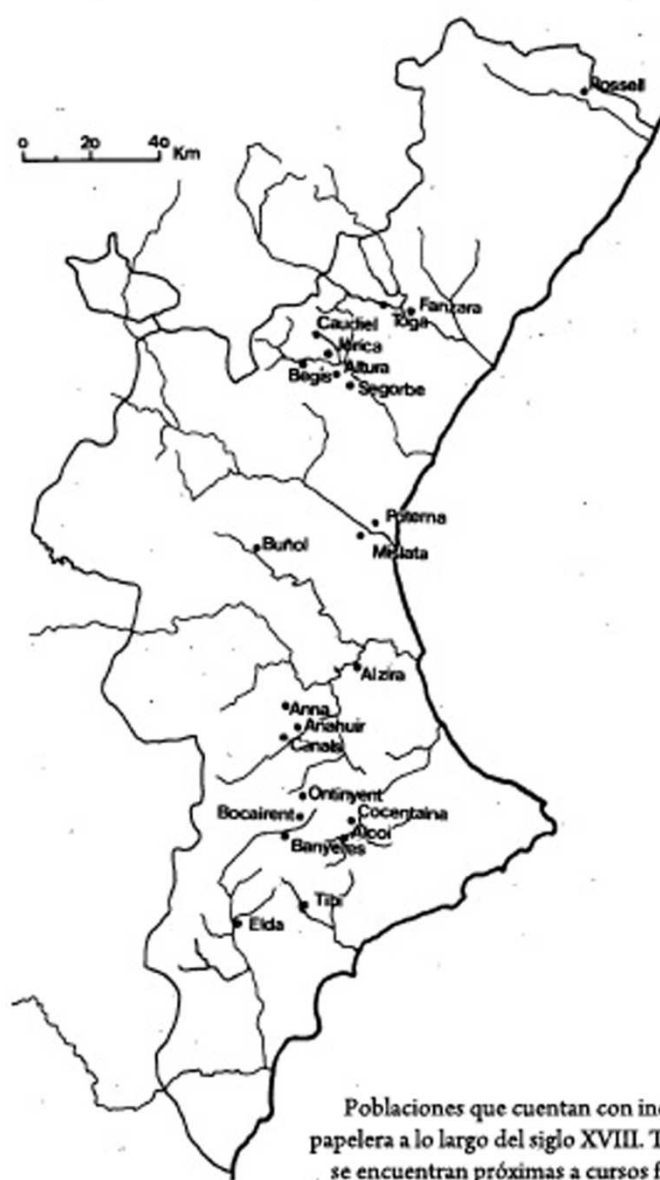 Rossell
0 20 40 Km
Fanzara
Toga
Caudiel
Jérica
Altura
Begís
Segorbe
Paterna
Mislata
Buñol
Alzira
Anna
Anahuir
Canals
Ontinyent
Bocairent
Cocentaina
Alcoi
Banyeres
Tibi
Elda
Poblaciones que cuentan con
papelera a lo largo del siglo XVIII.
se encuentran próximas a cursos